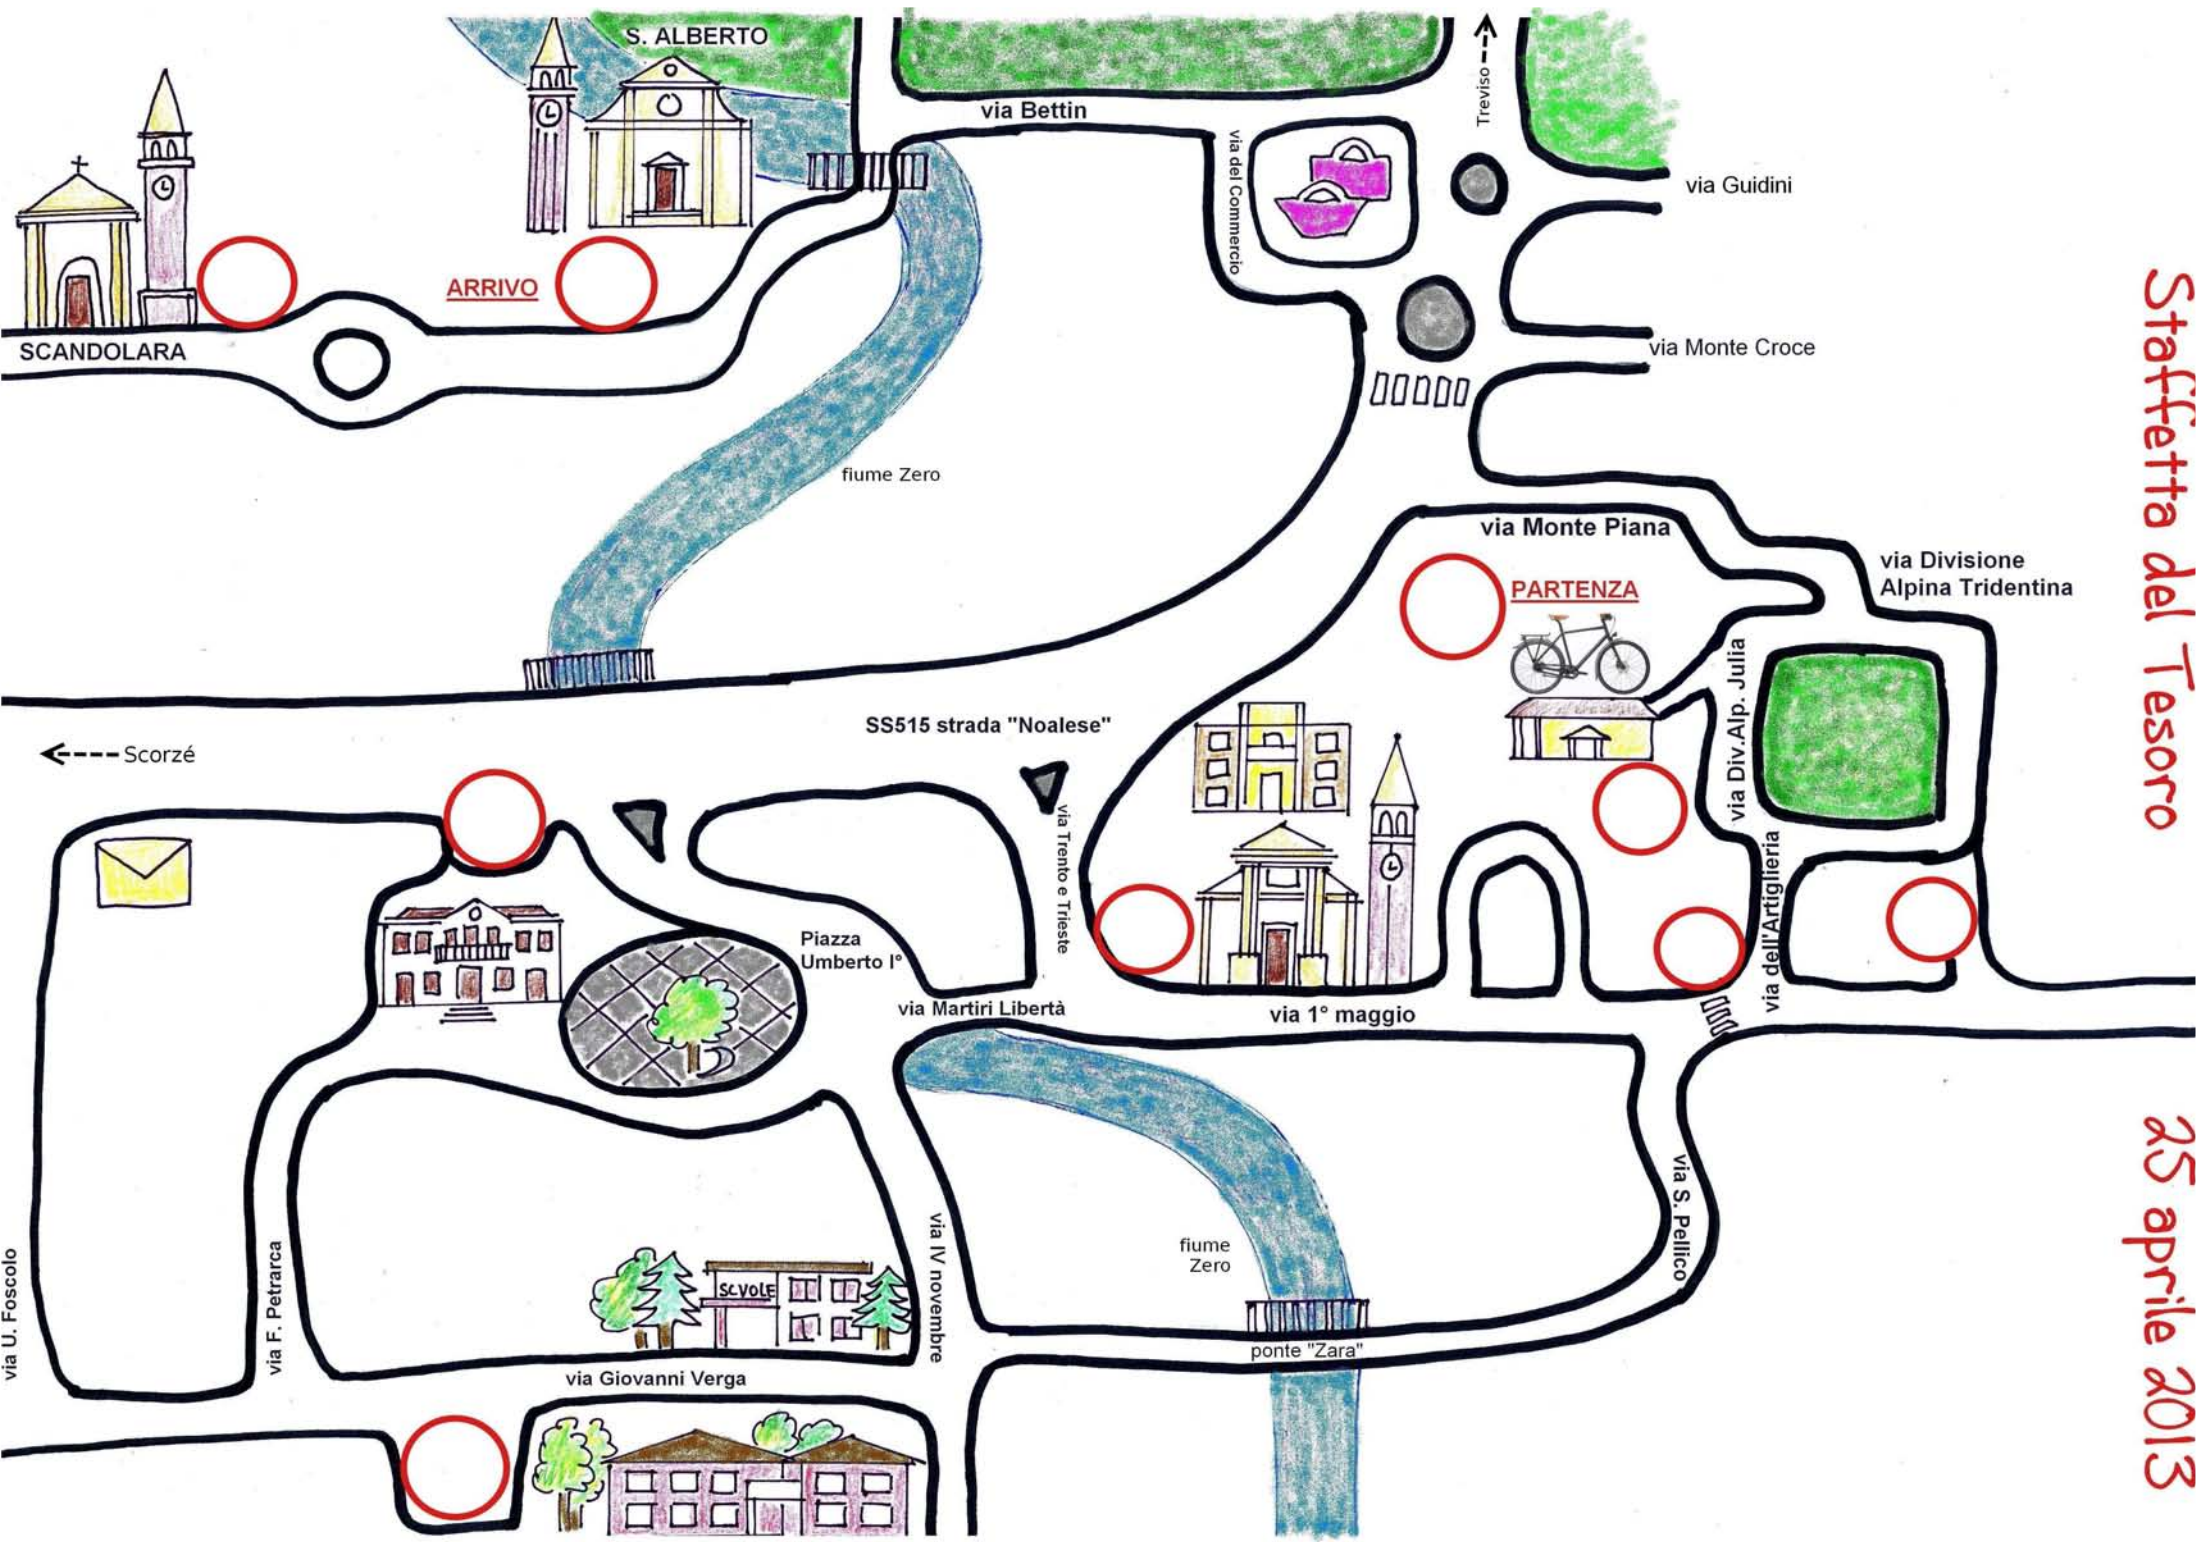 S. ALBERTO
via Bettin
Treviso
via del Commercio
via Guidini
ARRIVO
SCANDOLARA
via Monte Croce
fiume Zero
via Monte Piana
via Divisione
Alpina Tridentina
PARTENZA
via Div.Alp. Julia
SS515 strada "Noalese"
Scorzé
via Trento e Trieste
via dell'Artiglieria
Piazza
Umberto I°
via Martiri Libertà
via 1° maggio
via S. Pellico
via IV novembre
fiume
Zero
SCVOLE
via U. Foscolo
via F. Petrarca
ponte "Zara"
via Giovanni Verga
Staffetta del Tesoro
25 aprile 2013